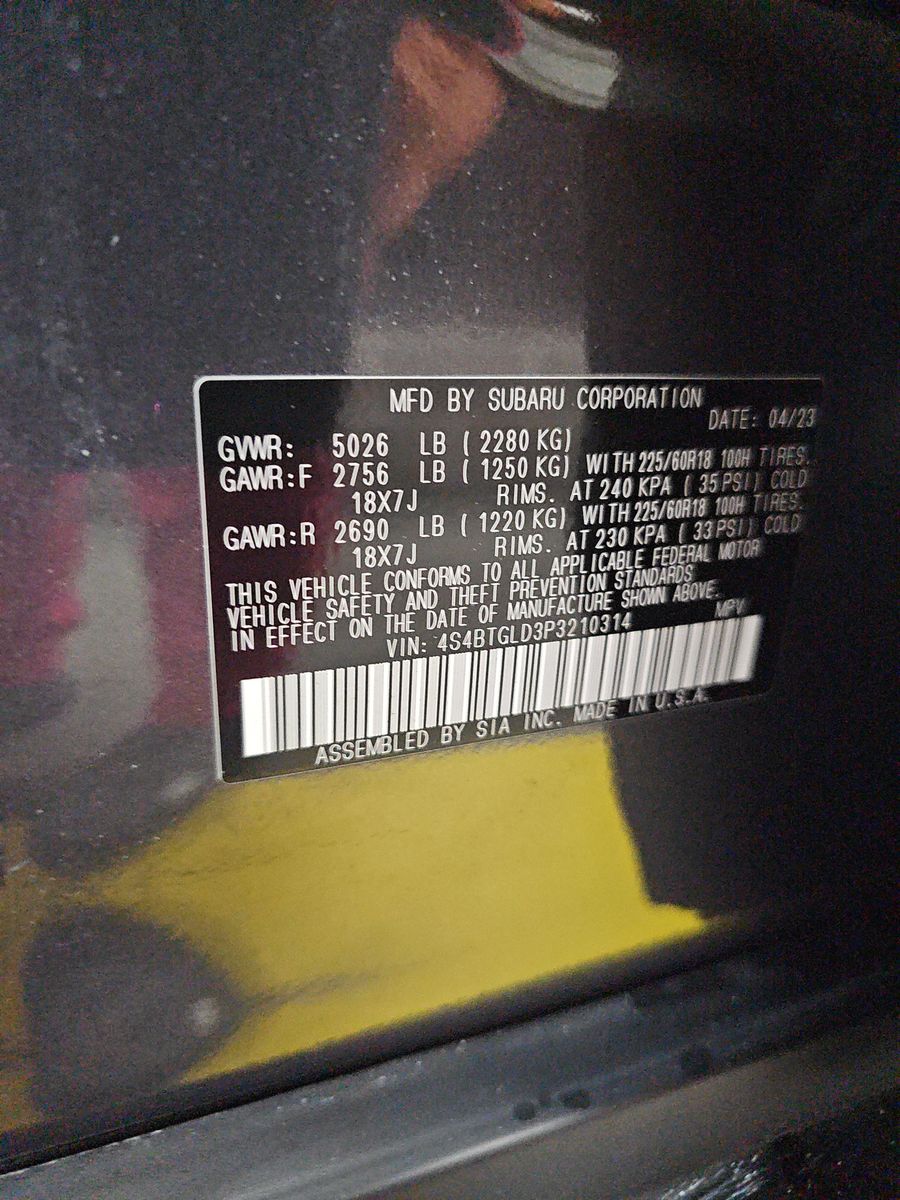 MFD BY SUBARU CORPORATION
DATE: 04/23
GVWR: 5026 LB ( 2280 KG)
GAWR:F 2756 LB ( 1250 KG) WITH 225/60R18 100H TIRES.
18X7J RIMS. AT 240 KPA ( 35 PSI) COLD
GAWR:R 2690 LB ( 1220 KG) WITH 225/60R18 100H TIRES.
18X7J RIMS. AT 230 KPA ( 33 PSI) COLD
THIS VEHICLE CONFORMS TO ALL APPLICABLE FEDERAL MOTOR
VEHICLE SAFETY AND THEFT PREVENTION STANDARDS
IN EFFECT ON THE DATE OF MANUFACTURE SHOWN ABOVE.
VIN: 4S4BTGLD3P3210314 MPV
ASSEMBLED BY SIA INC. MADE IN U.S.A.